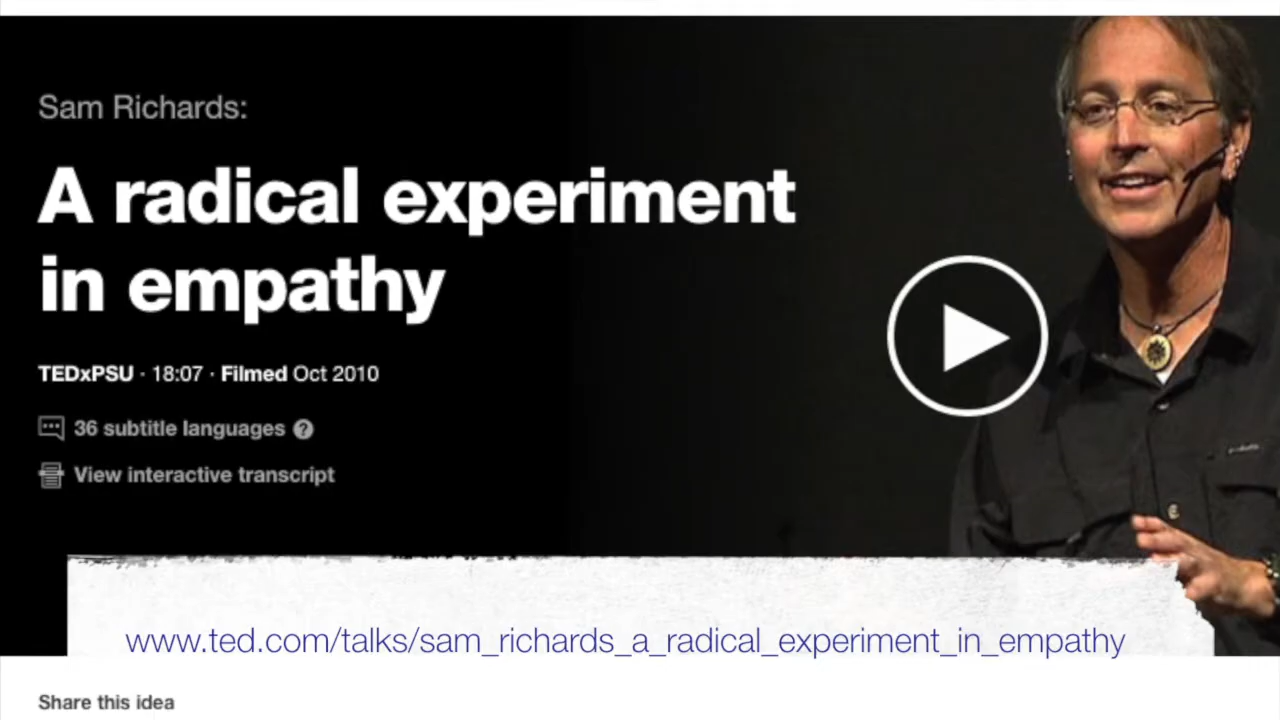 Sam Richards:
A radical experiment
in empathy
TEDxPSU · 18:07 · Filmed Oct 2010
36 subtitle languages ?
View interactive transcript
www.ted.com/talks/sam_richards_a_radical_experiment_in_empathy
Share this idea